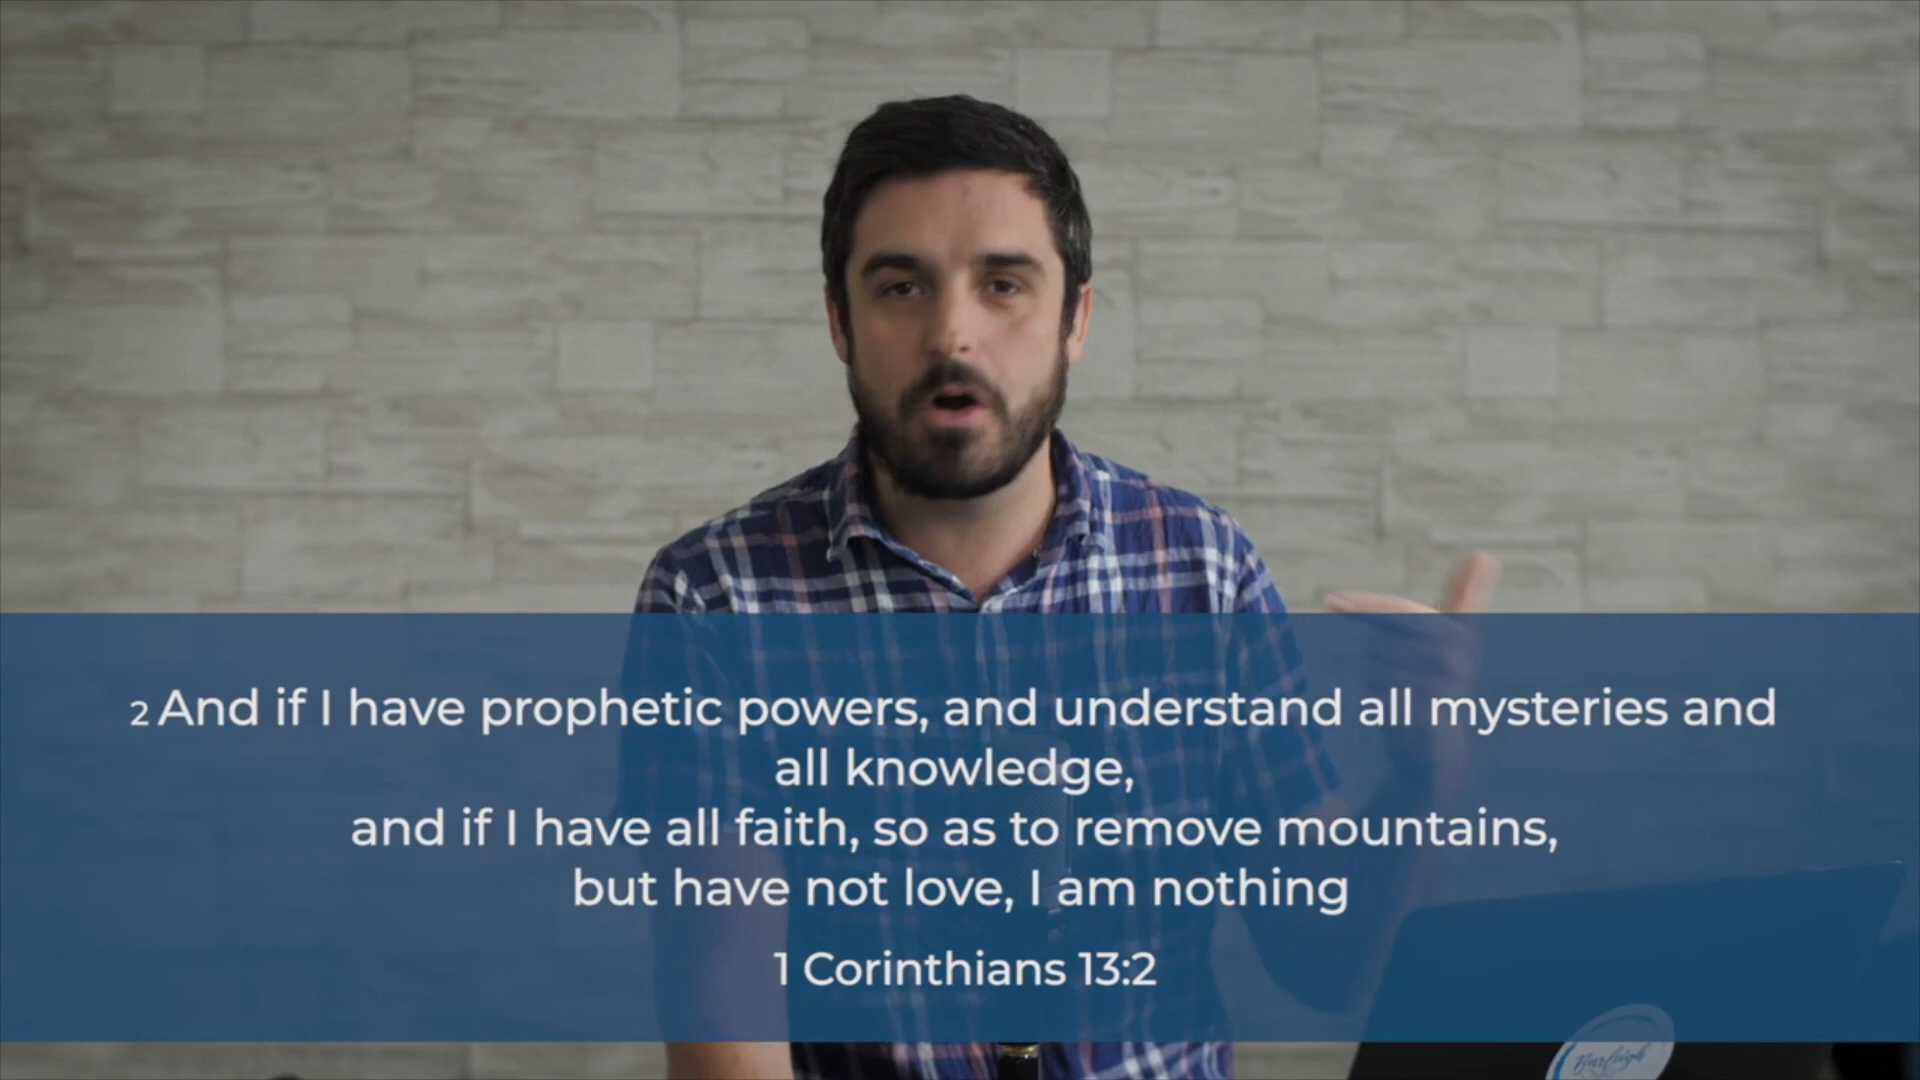 2 And if I have prophetic powers, and understand all mysteries and
all knowledge,
and if I have all faith, so as to remove mountains,
but have not love, I am nothing
1 Corinthians 13:2
Burleigh